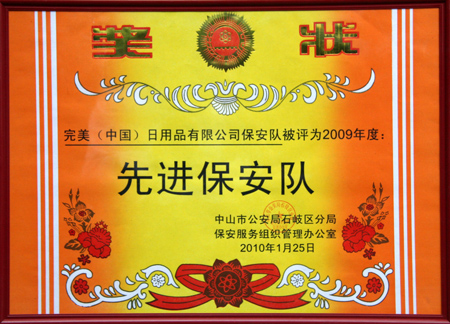 奖 状
完美（中国）日用品有限公司保安队被评为2009年度：
先进保安队
中山市公安局石岐区分局
保安服务组织管理办公室
2010年1月25日